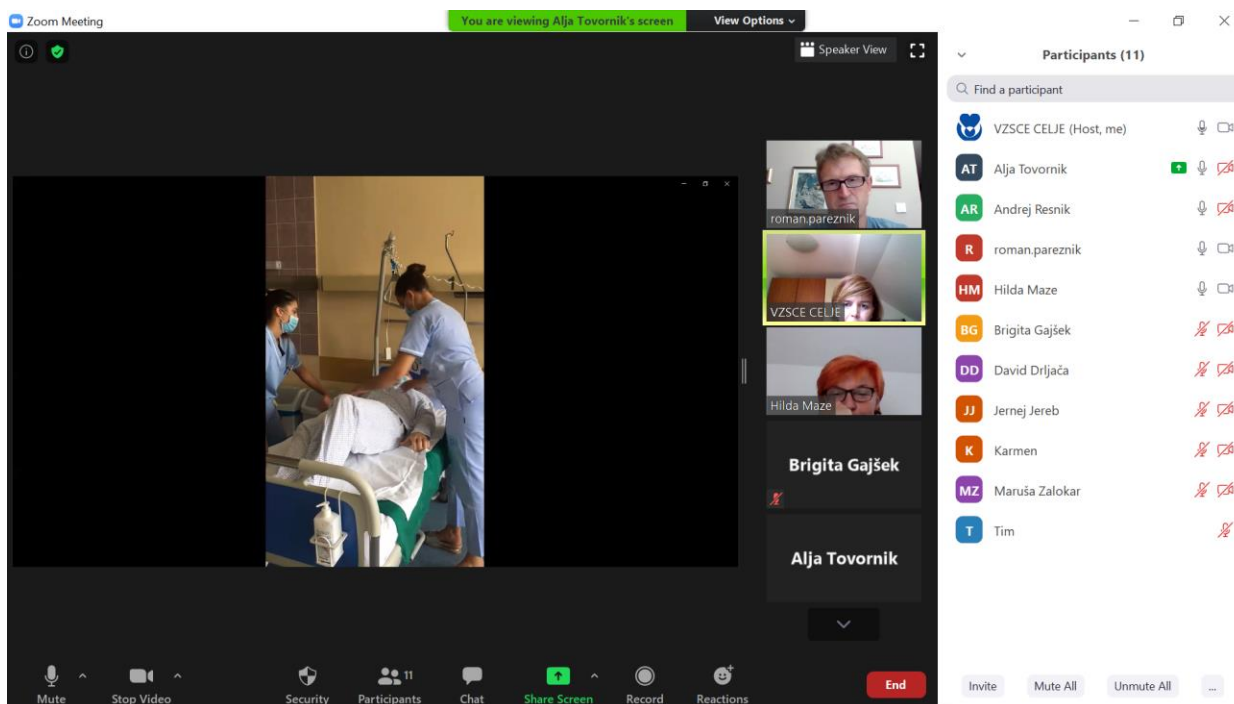 Zoom Meeting
You are viewing Alja Tovornik's screen
View Options
Speaker View
roman.pareznik
VZSCE CELJE
Hilda Maze
Brigita Gajšek
Alja Tovornik
Mute
Stop Video
Security
Participants
11
Chat
Share Screen
Record
Reactions
End
Participants (11)
Find a participant
VZSCE CELJE (Host, me)
AT Alja Tovornik
AR Andrej Resnik
R roman.pareznik
HM Hilda Maze
BG Brigita Gajšek
DD David Drljača
JJ Jernej Jereb
K Karmen
MZ Maruša Zalokar
T Tim
Invite
Mute All
Unmute All
...